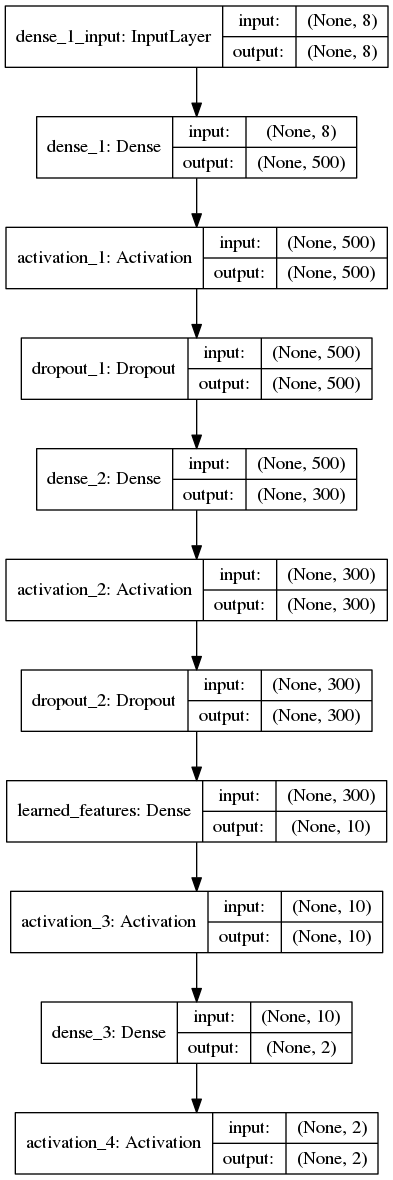 dense_1_input: InputLayer
input:
(None, 8)
output:
(None, 8)
dense_1: Dense
input:
(None, 8)
output:
(None, 500)
activation_1: Activation
input:
(None, 500)
output:
(None, 500)
dropout_1: Dropout
input:
(None, 500)
output:
(None, 500)
dense_2: Dense
input:
(None, 500)
output:
(None, 300)
activation_2: Activation
input:
(None, 300)
output:
(None, 300)
dropout_2: Dropout
input:
(None, 300)
output:
(None, 300)
learned_features: Dense
input:
(None, 300)
output:
(None, 10)
activation_3: Activation
input:
(None, 10)
output:
(None, 10)
dense_3: Dense
input:
(None, 10)
output:
(None, 2)
activation_4: Activation
input:
(None, 2)
output:
(None, 2)